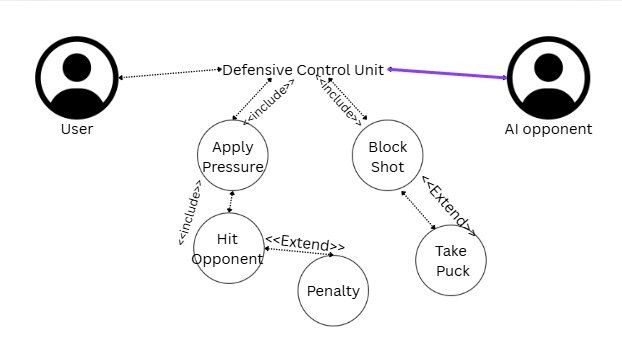 Defensive Control Unit
User
AI opponent
<<include>>
<<include>>
Apply
Pressure
Block
Shot
<<include>>
<<Extend>>
Hit
Opponent
<<Extend>>
Take
Puck
Penalty